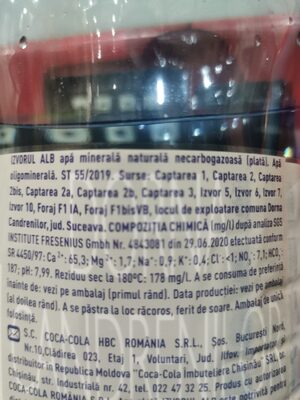 IZVORUL ALB apă minerală naturală necarbogazoasă (plată). Apă
oligominerală. ST 55/2019. Surse: Captarea 1, Captarea 2, Captarea
2bis, Captarea 2a, Captarea 2b, Captarea 3, Izvor 5, Izvor 6, Izvor 7,
Izvor 10, Foraj F1 IA, Foraj F1bisVB, locul de exploatare comuna Dorna
Candrenilor, jud. Suceava. COMPOZIȚIA CHIMICĂ (mg/l) după analiza SGS
INSTITUTE FRESENIUS Gmbh Nr. 4843081 din 29.06.2020 efectuată conform
SR 4450/97: Ca²⁺: 65,3; Mg²⁺: 1,7; Na⁺: 0,9; K⁺: 0,4; Cl⁻: <1; NO₃⁻: 7,1; HCO₃⁻:
187; pH: 7,99. Reziduu sec la 180°C: 178 mg/l. A se consuma de preferință
înainte de: vezi pe ambalaj (primul rând). Data producției: vezi pe ambalaj
(al doilea rând). A se păstra la loc răcoros, ferit de soare. Ambalaj de unică
folosință.
S.C. COCA-COLA HBC ROMANIA S.R.L., Șos. București Nord,
Nr.10, Clădirea 023, Etaj 1, Voluntari, Jud. Ilfov. Importator și
distribuitor în Republica Moldova "Coca-Cola Îmbuteliere Chișinău" SRL, or.
Chișinău, str. Industrială nr. 42, tel. 022 47 32 25. Produs cu autorizarea
COCA-COLA ROMANIA S.R.L. este potrivită pentru